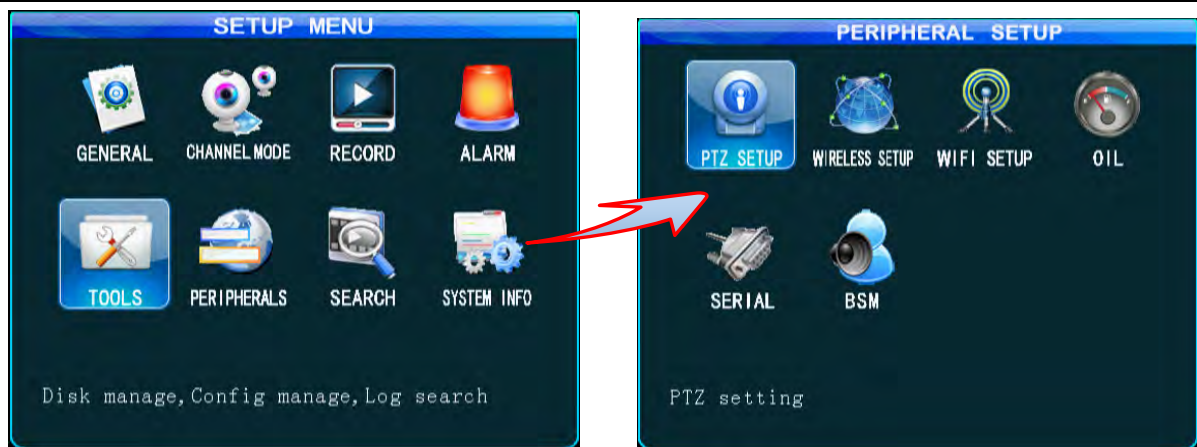 SETUP MENU
GENERAL CHANNEL MODE RECORD ALARM
TOOLS PERIPHERALS SEARCH SYSTEM INFO
Disk manage,Config manage,Log search
PERIPHERAL SETUP
PTZ SETUP WIRELESS SETUP WIFI SETUP OIL
SERIAL BSM
PTZ setting